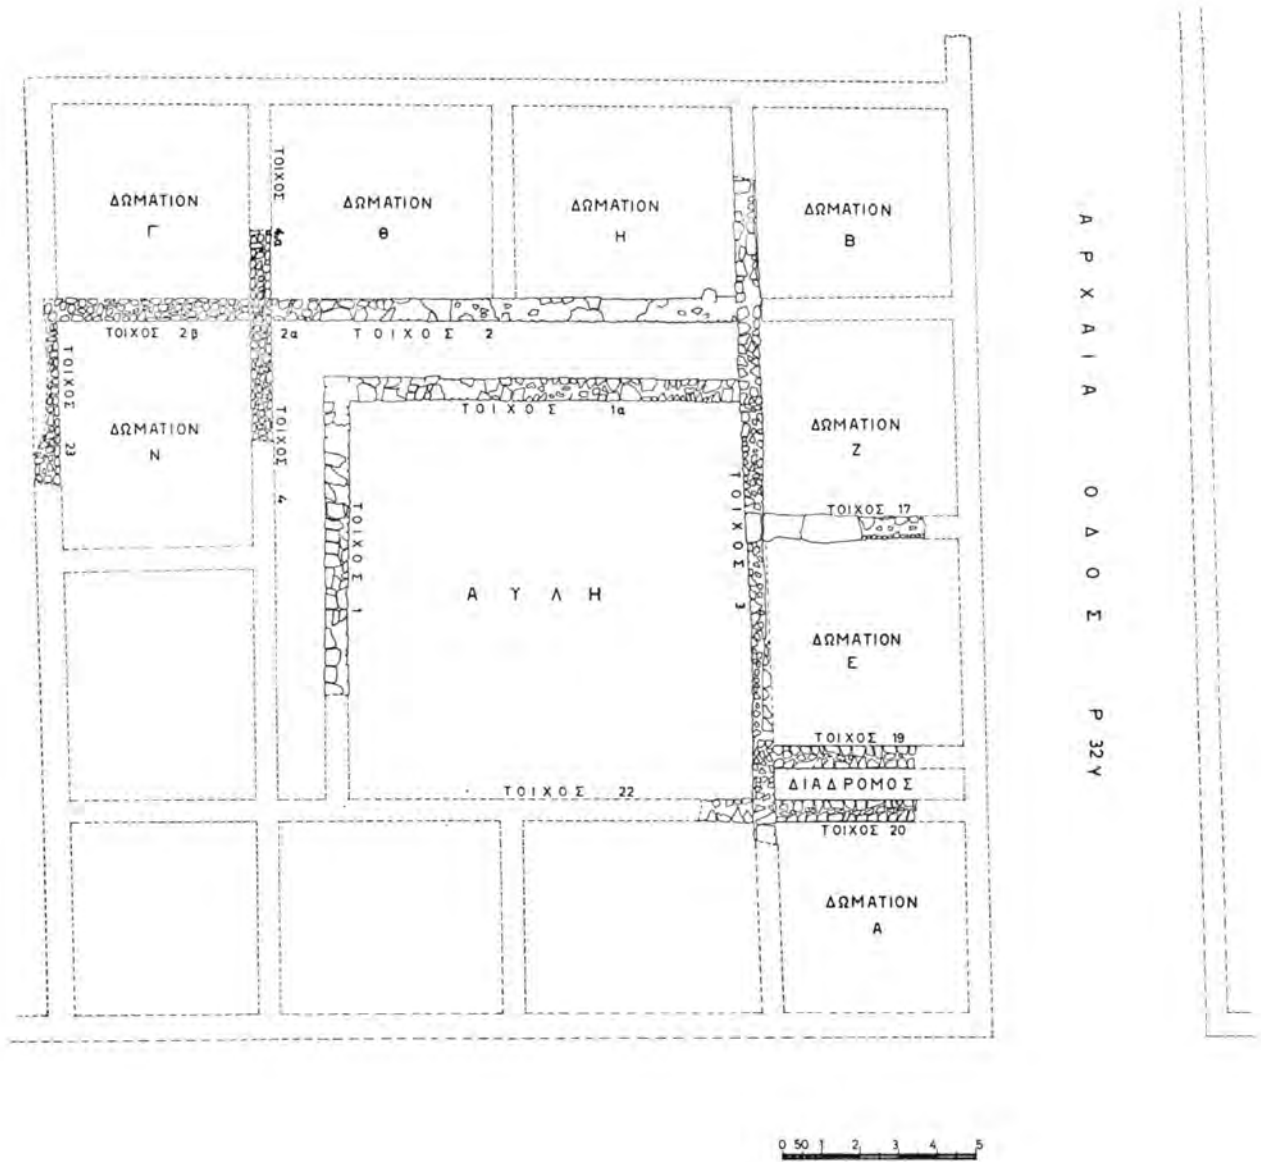 ΔΩΜΑΤΙΟΝ
Γ
ΤΟΙΧΟΣ 4α
ΔΩΜΑΤΙΟΝ
Θ
ΔΩΜΑΤΙΟΝ
Η
ΔΩΜΑΤΙΟΝ
Β
ΑΡΧΑΙΑ ΟΔΟΣ Ρ 32Υ
ΤΟΙΧΟΣ 2β
2α
ΤΟΙΧΟΣ 2
ΤΟΙΧΟΣ 23
ΔΩΜΑΤΙΟΝ
Ν
ΤΟΙΧΟΣ 4
ΤΟΙΧΟΣ 1α
ΔΩΜΑΤΙΟΝ
Ζ
ΤΟΙΧΟΣ 1
ΤΟΙΧΟΣ 3
ΤΟΙΧΟΣ 17
ΑΥΛΗ
ΔΩΜΑΤΙΟΝ
Ε
ΤΟΙΧΟΣ 19
ΔΙΑΔΡΟΜΟΣ
ΤΟΙΧΟΣ 22
ΤΟΙΧΟΣ 20
ΔΩΜΑΤΙΟΝ
Α
0 50 1 2 3 4 5